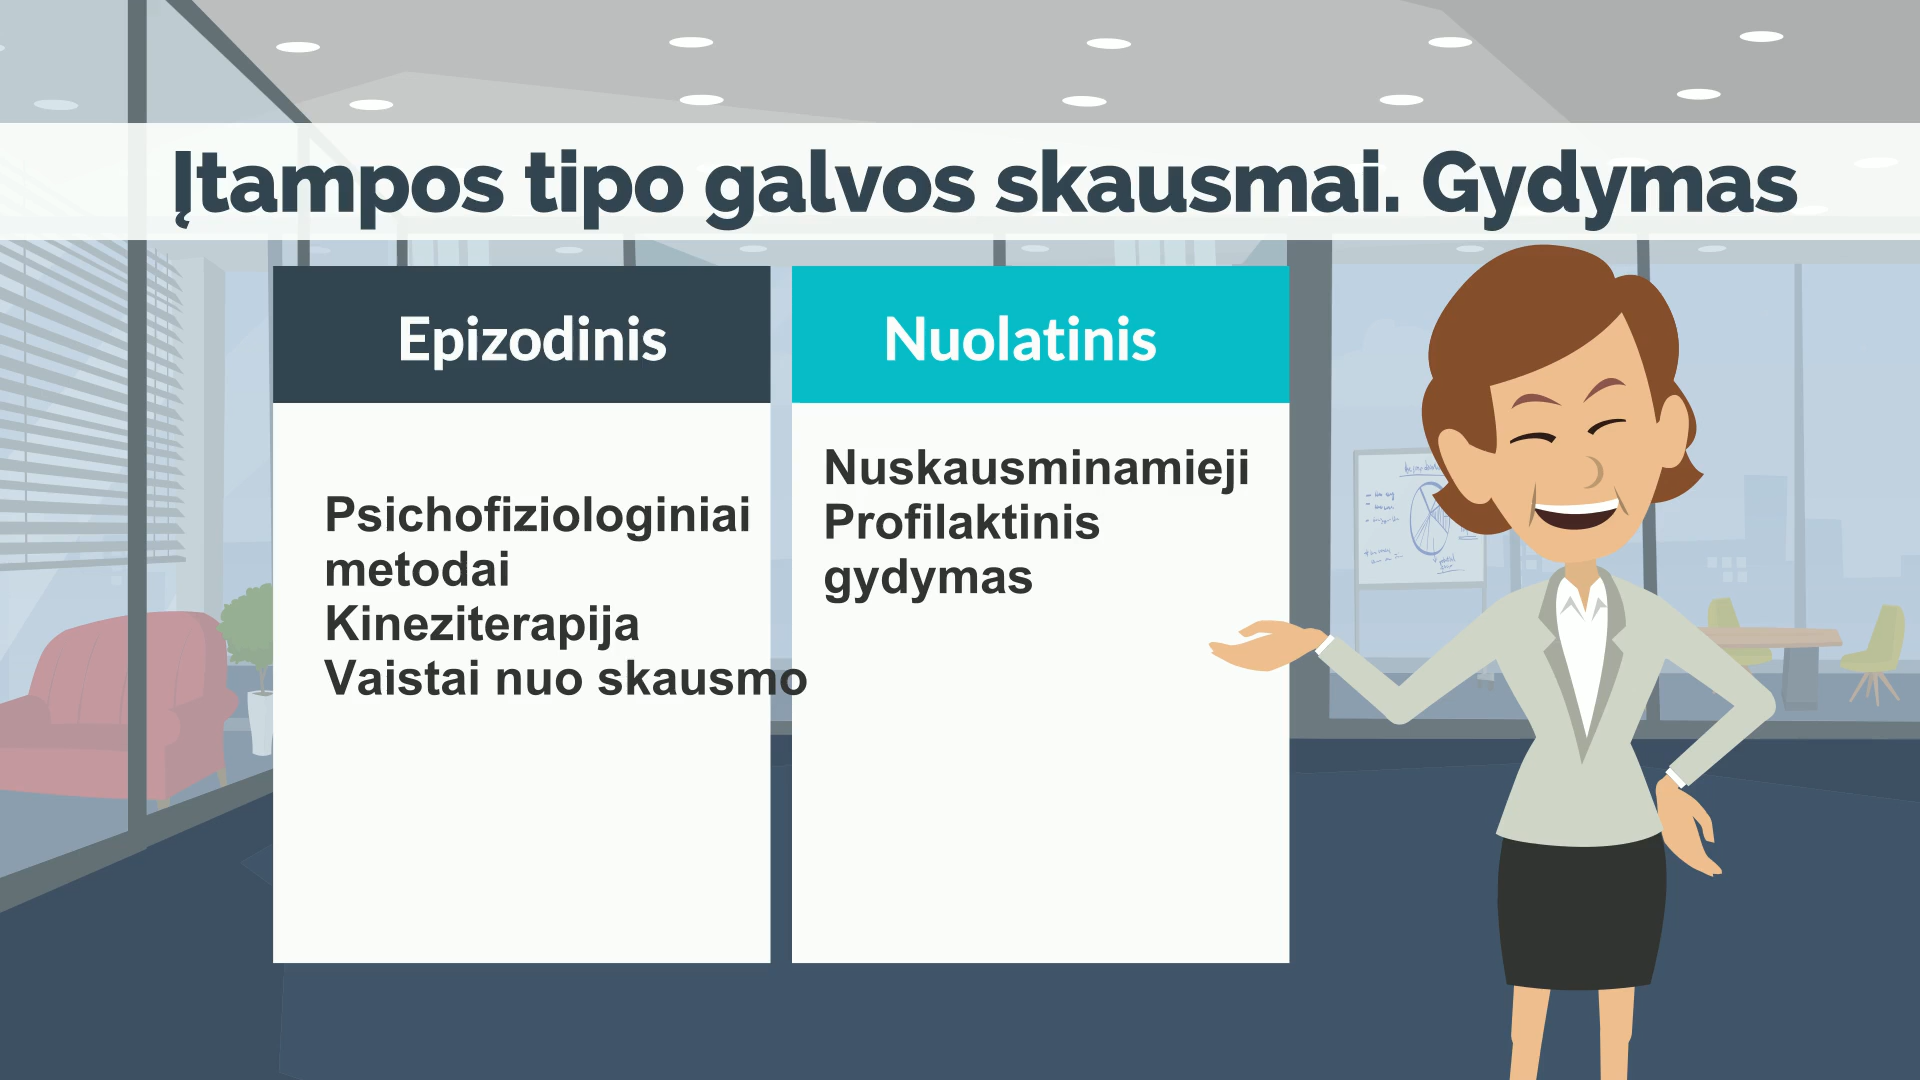 Įtampos tipo galvos skausmai. Gydymas
Epizodinis
Psichofiziologiniai
metodai
Kineziterapija
Vaistai nuo skausmo
Nuolatinis
Nuskausminamieji
Profilaktinis
gydymas